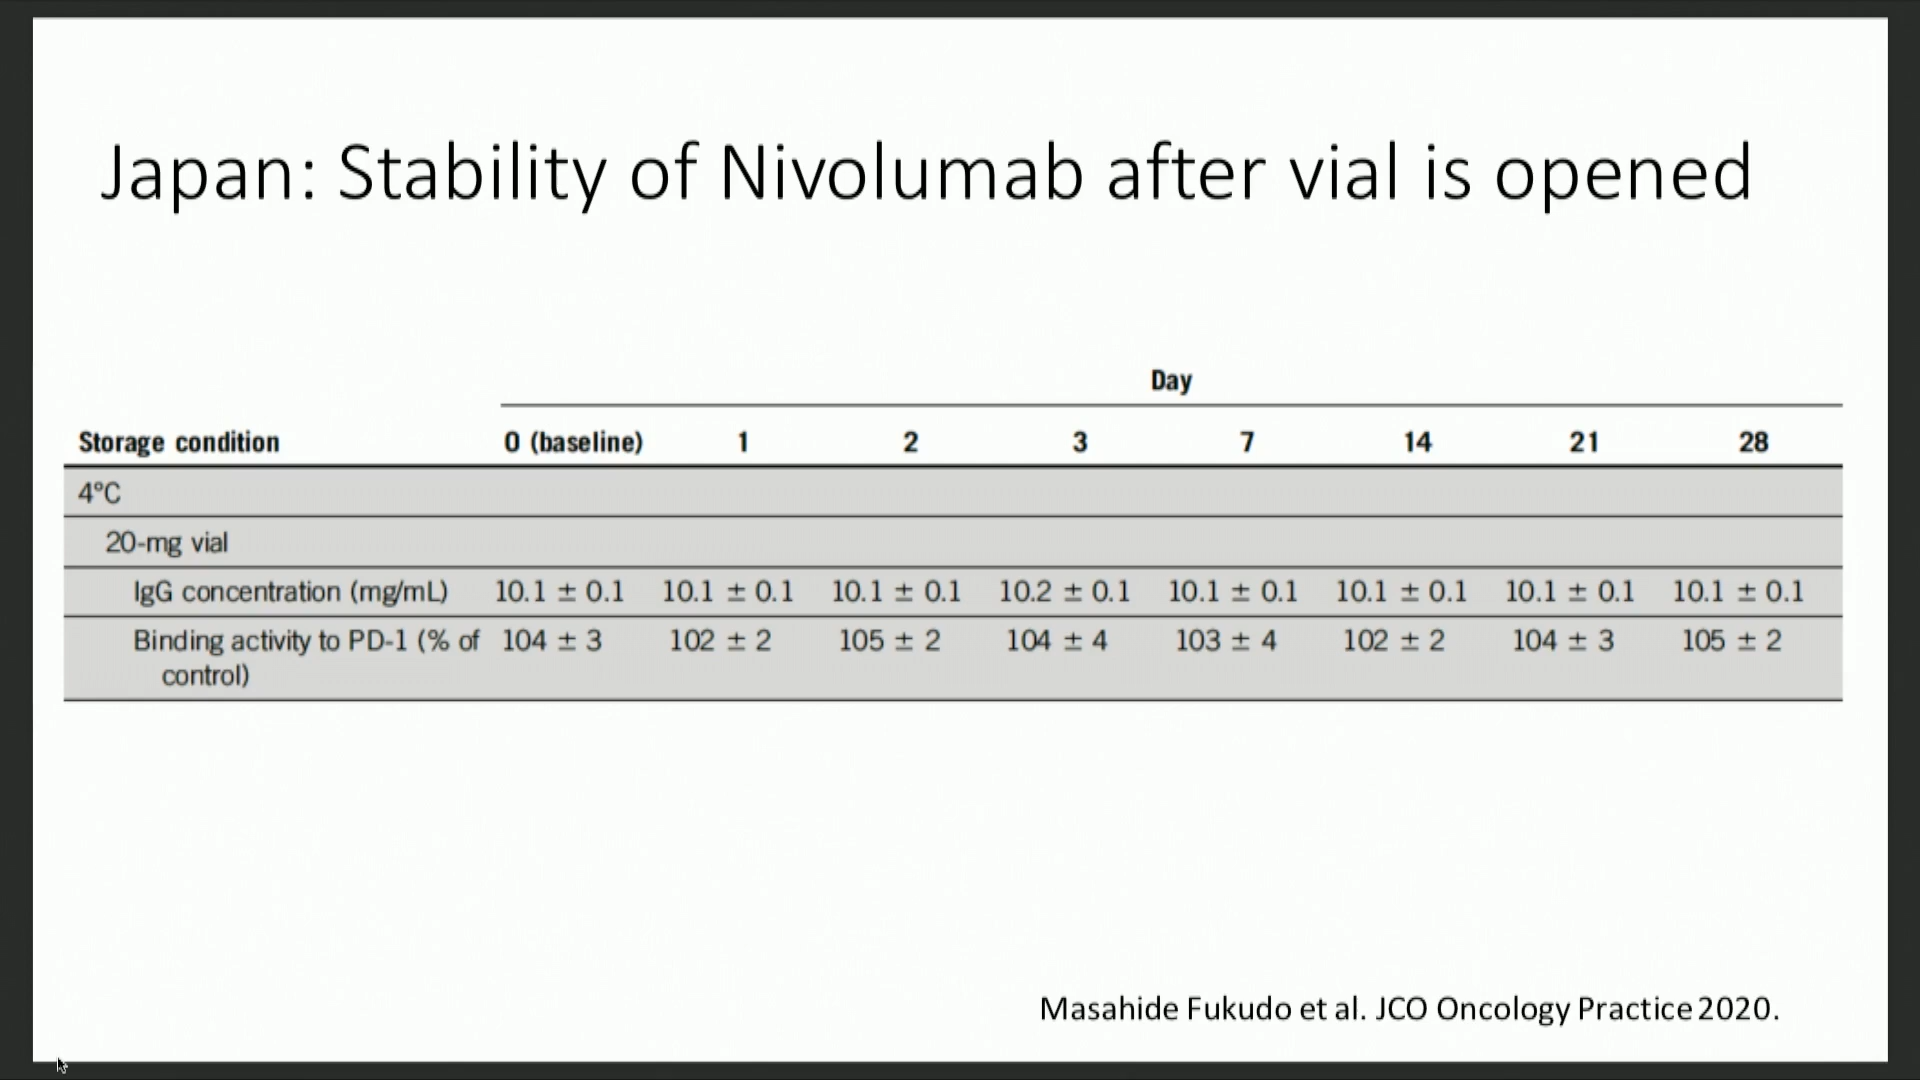 Japan: Stability of Nivolumab after vial is opened
Day
Storage condition 0 (baseline) 1 2 3 7 14 21 28
4°C
20-mg vial
IgG concentration (mg/mL) 10.1 ± 0.1 10.1 ± 0.1 10.1 ± 0.1 10.2 ± 0.1 10.1 ± 0.1 10.1 ± 0.1 10.1 ± 0.1 10.1 ± 0.1
Binding activity to PD-1 (% of 104 ± 3 102 ± 2 105 ± 2 104 ± 4 103 ± 4 102 ± 2 104 ± 3 105 ± 2
control)
Masahide Fukudo et al. JCO Oncology Practice 2020.